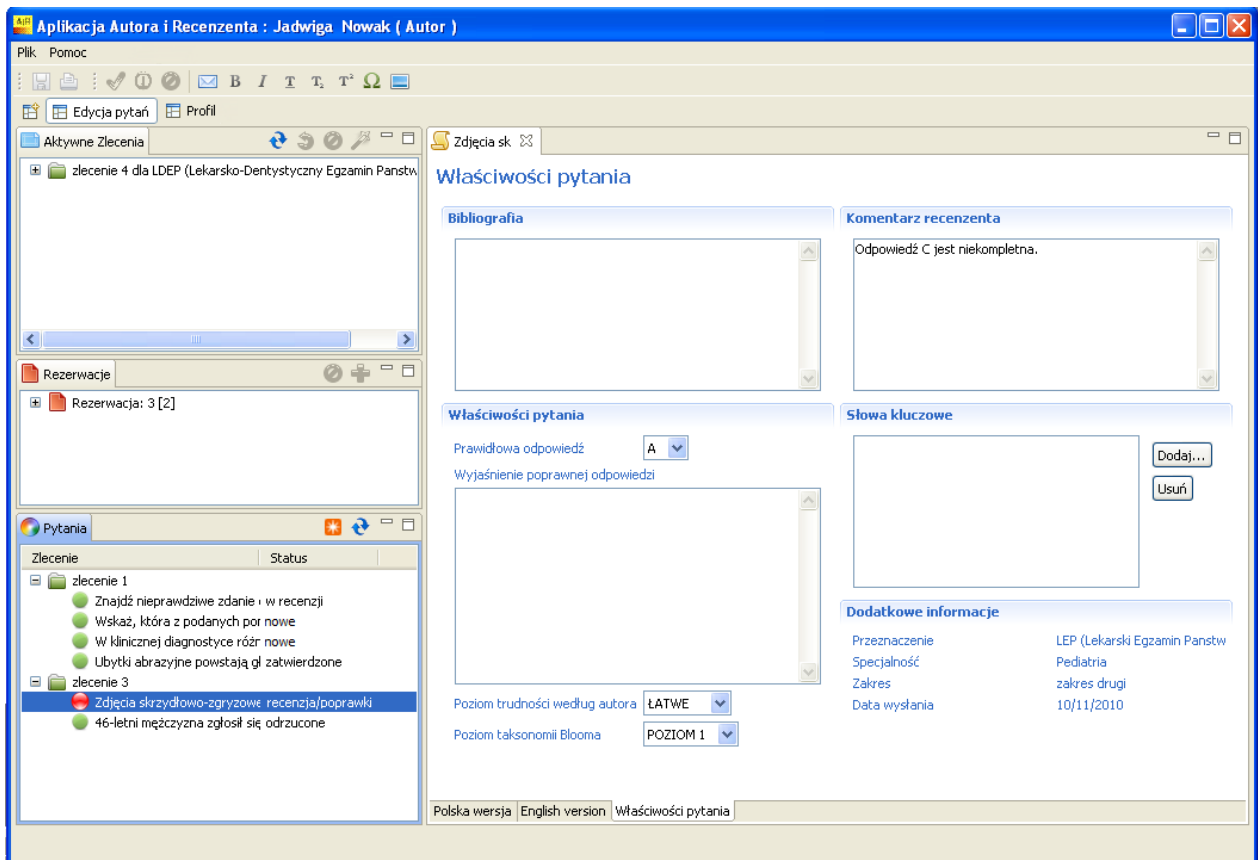 Aplikacja Autora i Recenzenta : Jadwiga Nowak ( Autor )
Plik Pomoc
B I T T₂ T² Ω
Edycja pytań Profil
Aktywne Zlecenia
zlecenie 4 dla LDEP (Lekarsko-Dentystyczny Egzamin Panstw
Rezerwacje
Rezerwacja: 3 [2]
Pytania
Zlecenie Status
zlecenie 1
Znajdź nieprawdziwe zdanie w recenzji
Wskaż, która z podanych por nowe
W klinicznej diagnostyce różr nowe
Ubytki abrazyjne powstają gł zatwierdzone
zlecenie 3
Zdjęcia skrzydłowo-zgryzowe recenzja/poprawki
46-letni mężczyzna zgłosił się odrzucone
Zdjęcia sk
Właściwości pytania
Bibliografia
Komentarz recenzenta
Odpowiedź C jest niekompletna.
Właściwości pytania
Prawidłowa odpowiedź A
Wyjaśnienie poprawnej odpowiedzi
Poziom trudności według autora ŁATWE
Poziom taksonomii Blooma POZIOM 1
Słowa kluczowe
Dodaj...
Usuń
Dodatkowe informacje
Przeznaczenie LEP (Lekarski Egzamin Panstw
Specjalność Pediatria
Zakres zakres drugi
Data wysłania 10/11/2010
Polska wersja English version Właściwości pytania